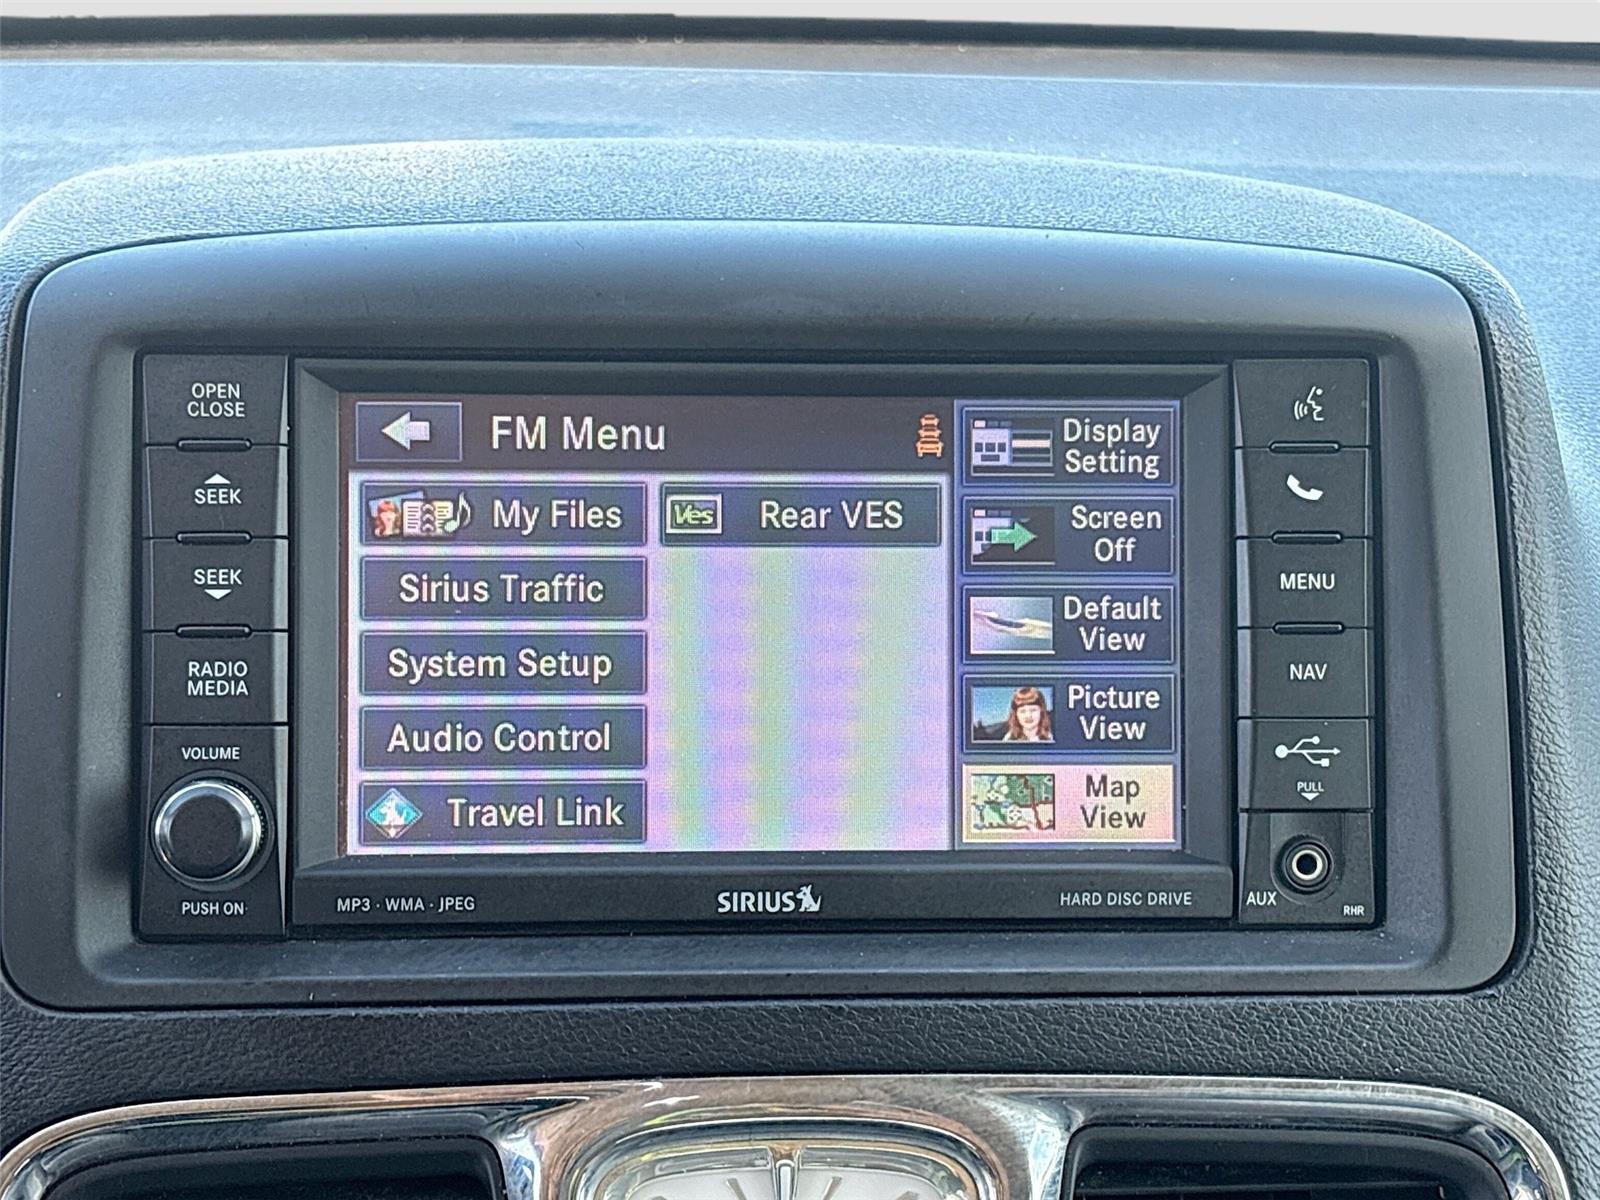 OPEN
CLOSE
SEEK
SEEK
RADIO
MEDIA
VOLUME
PUSH ON
FM Menu
My Files
Ves
Rear VES
Sirius Traffic
System Setup
Audio Control
Travel Link
Display
Setting
Screen
Off
Default
View
Picture
View
Map
View
MENU
NAV
PULL
AUX
RHR
MP3 · WMA · JPEG
SIRIUS
HARD DISC DRIVE